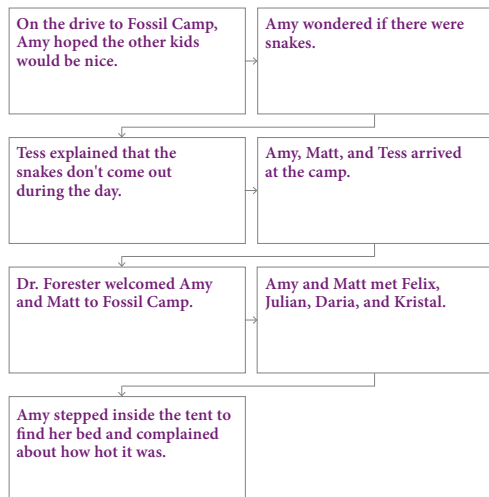 On the drive to Fossil Camp,
Amy hoped the other kids
would be nice.
Amy wondered if there were
snakes.
Tess explained that the
snakes don't come out
during the day.
Amy, Matt, and Tess arrived
at the camp.
Dr. Forester welcomed Amy
and Matt to Fossil Camp.
Amy and Matt met Felix,
Julian, Daria, and Kristal.
Amy stepped inside the tent to
find her bed and complained
about how hot it was.